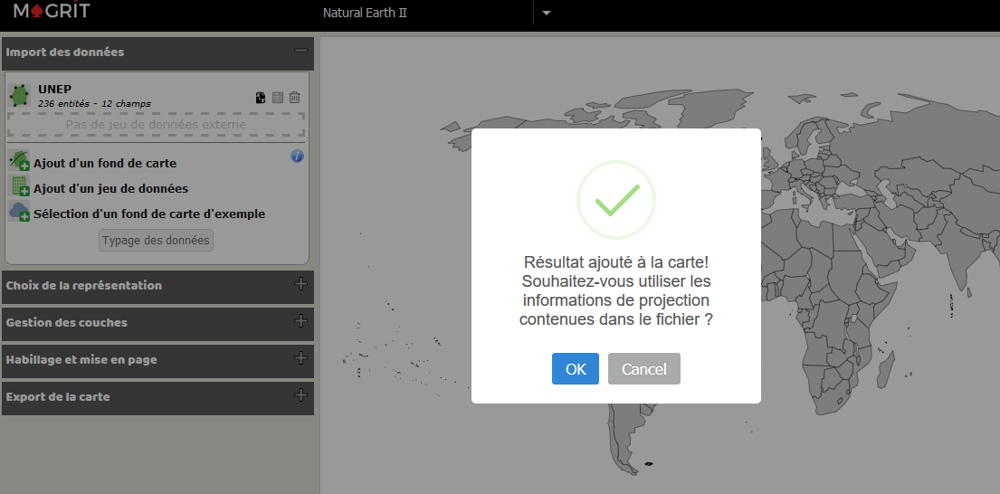 MAGRIT
Natural Earth II
Import des données
UNEP
236 entités - 12 champs
Pas de jeu de données externe
Ajout d'un fond de carte
Ajout d'un jeu de données
Sélection d'un fond de carte d'exemple
Typage des données
Choix de la représentation
Gestion des couches
Habillage et mise en page
Export de la carte
Résultat ajouté à la carte!
Souhaitez-vous utiliser les
informations de projection
contenues dans le fichier ?
OK
Cancel